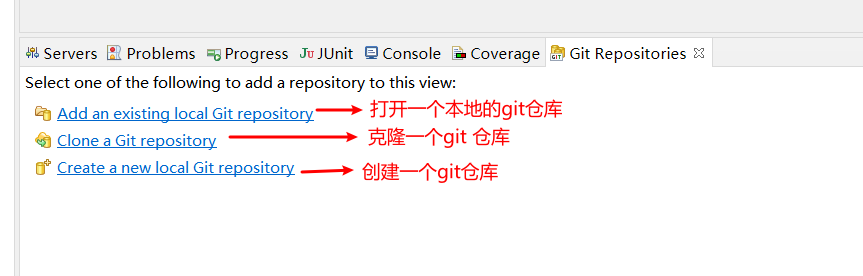 Servers Problems Progress JU JUnit Console Coverage GIT Git Repositories
Select one of the following to add a repository to this view:
Add an existing local Git repository 打开一个本地的git仓库
Clone a Git repository 克隆一个git 仓库
Create a new local Git repository 创建一个git仓库